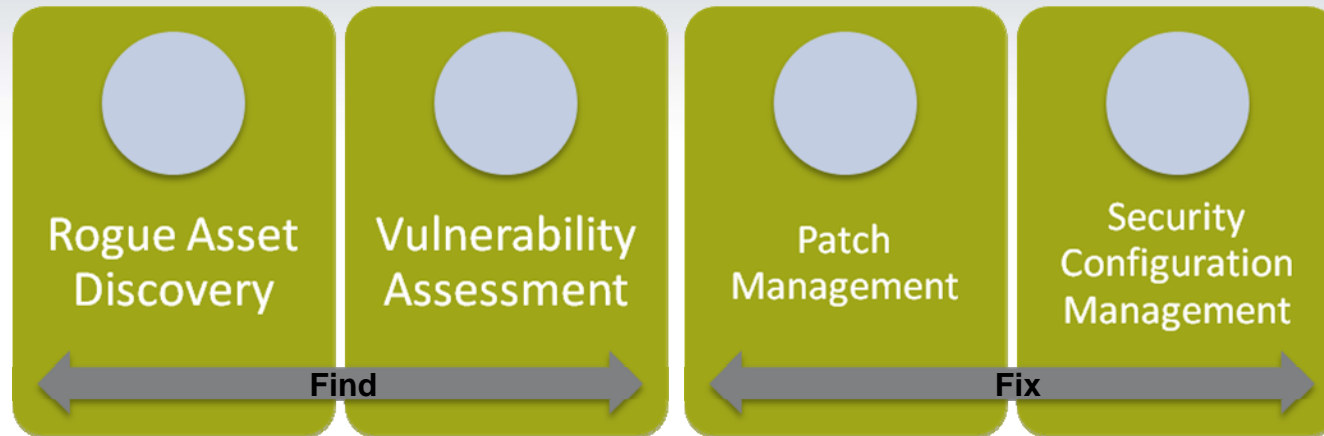 Rogue Asset
Discovery
Vulnerability
Assessment
Patch
Management
Security
Configuration
Management
Find
Fix